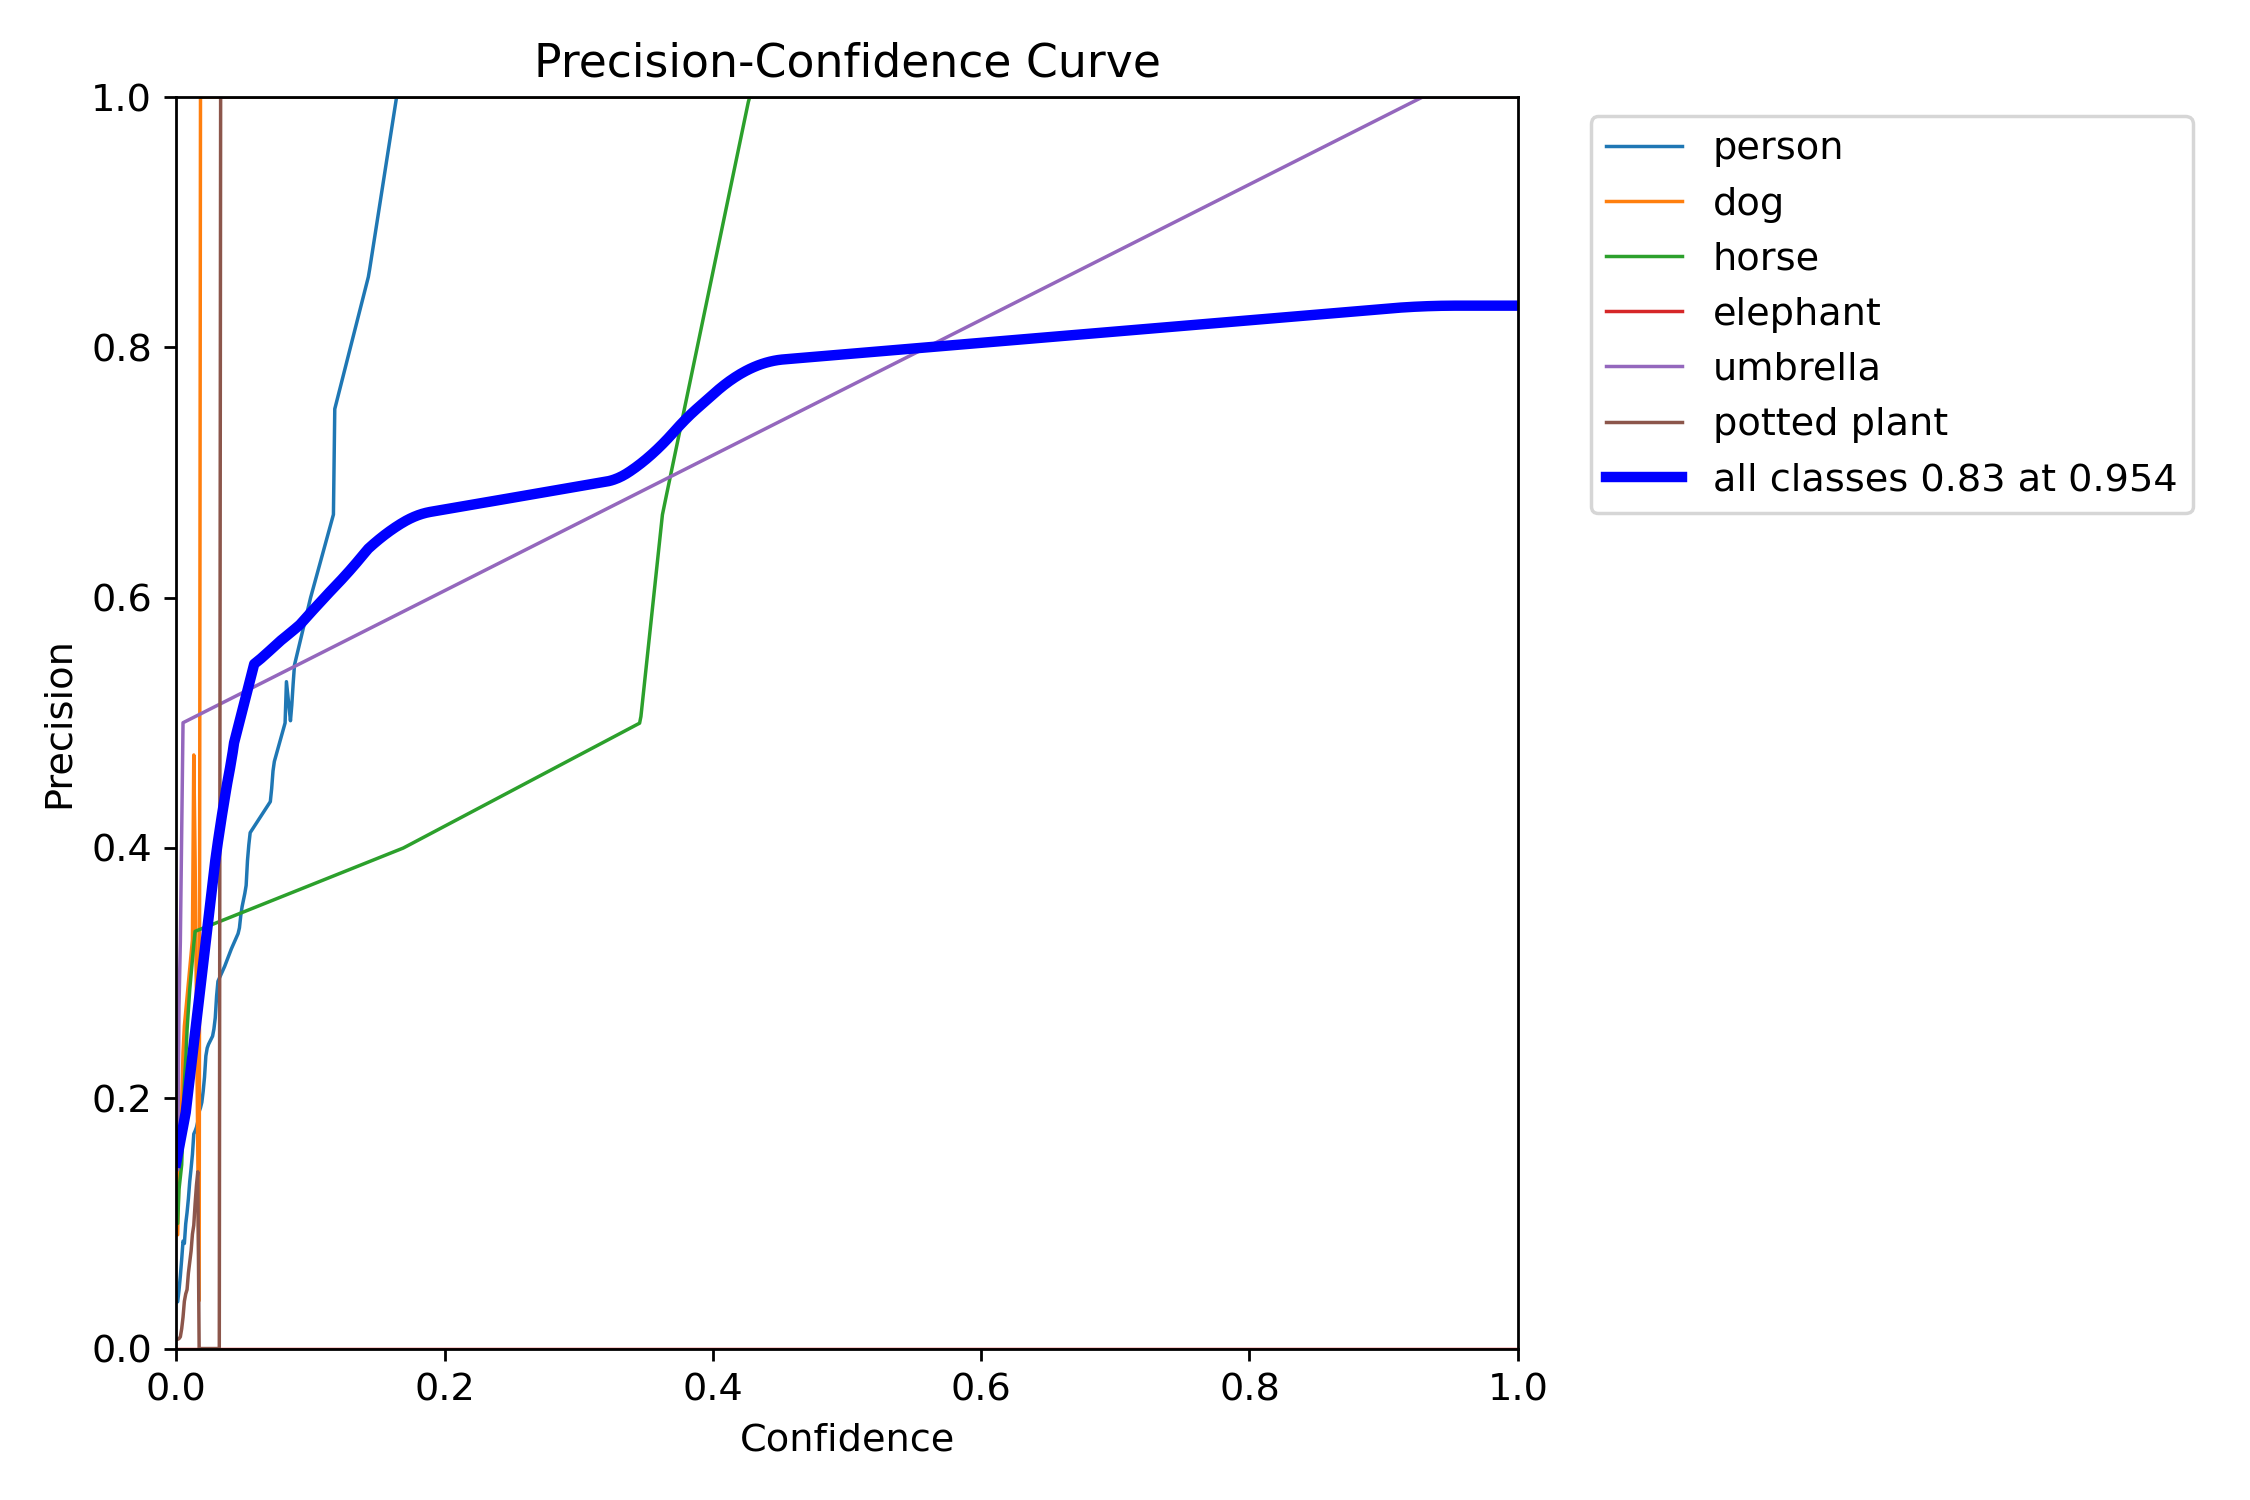 Precision-Confidence Curve
1.0
0.8
0.6
0.4
0.2
0.0
Precision
0.0 0.2 0.4 0.6 0.8 1.0
Confidence
person
dog
horse
elephant
umbrella
potted plant
all classes 0.83 at 0.954